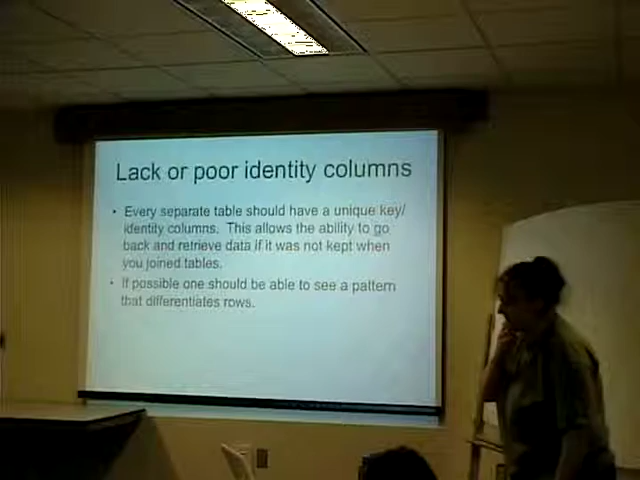 Lack or poor identity columns
• Every separate table should have a unique key/
identity columns. This allows the ability to go
back and retrieve data if it was not kept when
you joined tables.
• If possible one should be able to see a pattern
that differentiates rows.